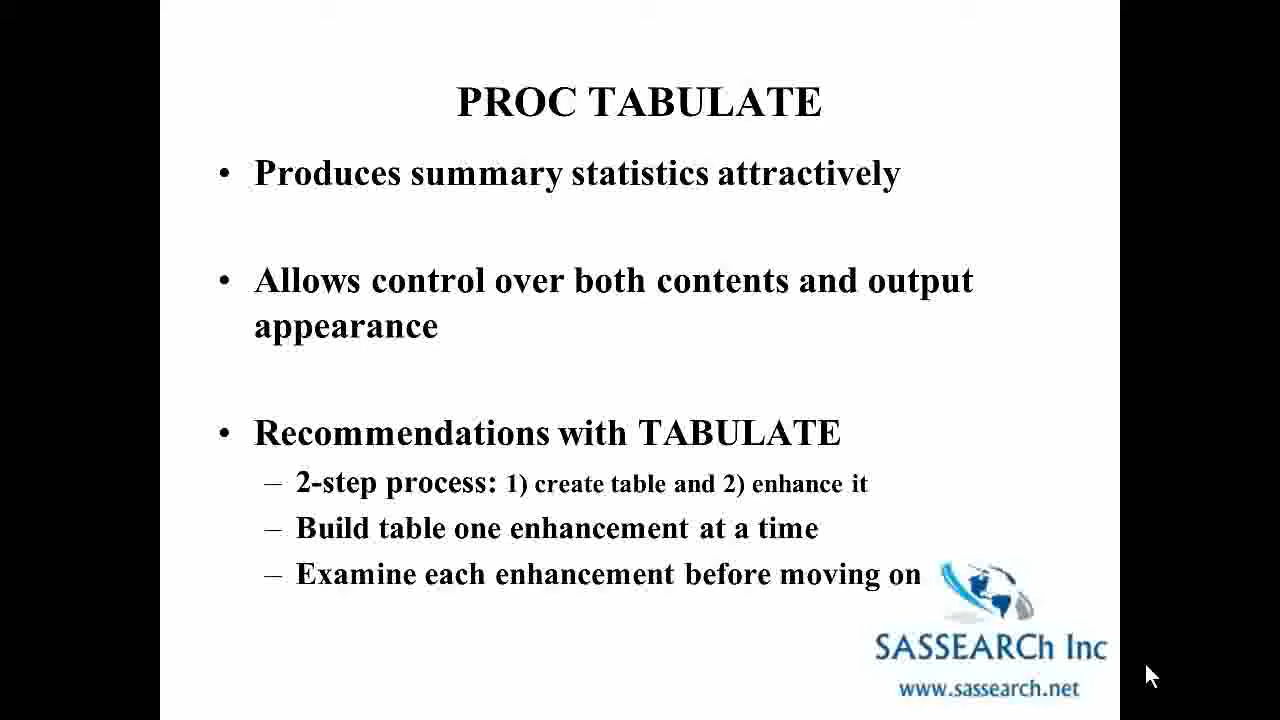 PROC TABULATE
• Produces summary statistics attractively
• Allows control over both contents and output
appearance
• Recommendations with TABULATE
– 2-step process: 1) create table and 2) enhance it
– Build table one enhancement at a time
– Examine each enhancement before moving on
SASSEARCh Inc
www.sassearch.net